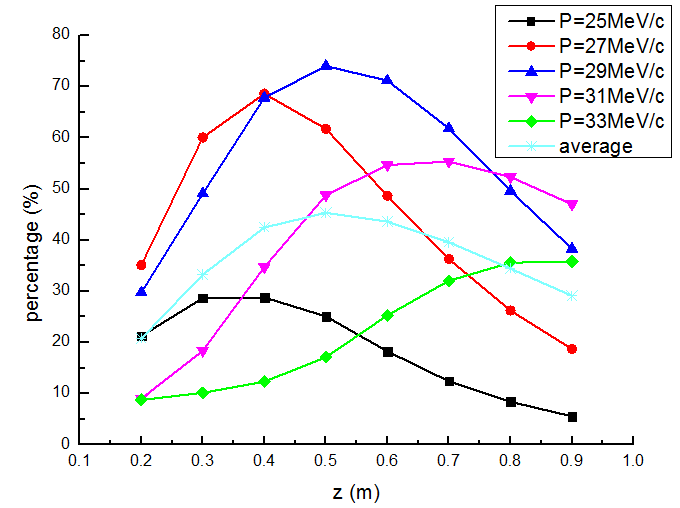 P=25MeV/c
P=27MeV/c
P=29MeV/c
P=31MeV/c
P=33MeV/c
average
80
70
60
50
40
30
20
10
0
percentage (%)
0.1 0.2 0.3 0.4 0.5 0.6 0.7 0.8 0.9 1.0
z (m)